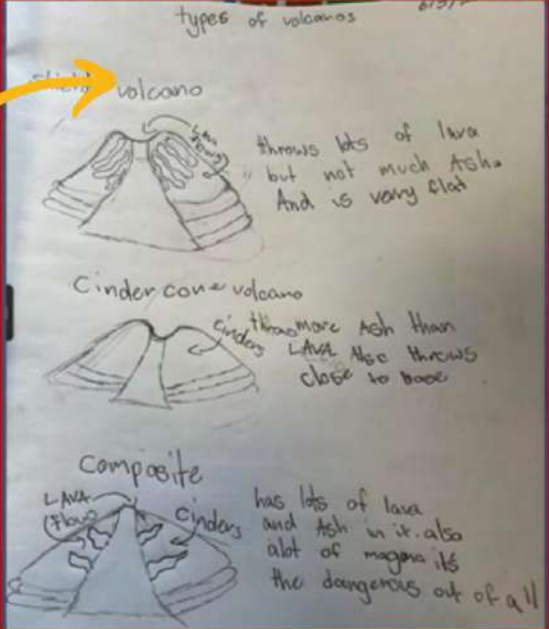 types of volcanos
Shield volcano
LAVA
throws lots of lava
but not much Ash.
And is very flat
Cinder cone volcano
cinders
more Ash than
LAVA Also throws
close to base
composite
LAVA
(Flow)
cinders
has lots of lava
and Ash in it. also
alot of magma its
the dangerous out of all